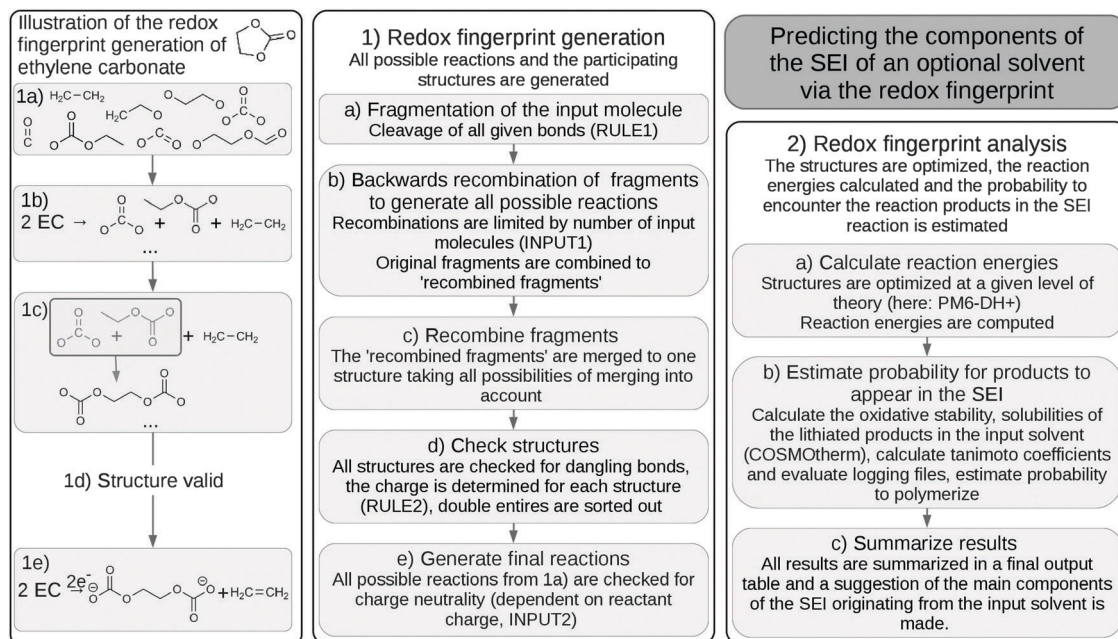 Illustration of the redox
fingerprint generation of
ethylene carbonate
O
O
O
1a)
H₂C−CH₂
H₂C
O
O
O
O
O
O
O
C
O
O
O
O
C
O
O
O
O
1b)
2 EC →
O
C
O
O
+
O
O
O
+
H₂C−CH₂
...
1c)
O
C
O
O
+
O
O
O
+
H₂C−CH₂
O
O
O
O
O
O
...
1d) Structure valid
1e)
2 EC
2e⁻
→
⊖
O
O
O
O
O
O
⊖
+
H₂C=CH₂
1) Redox fingerprint generation
All possible reactions and the participating
structures are generated
a) Fragmentation of the input molecule
Cleavage of all given bonds (RULE1)
b) Backwards recombination of fragments
to generate all possible reactions
Recombinations are limited by number of input
molecules (INPUT1)
Original fragments are combined to
'recombined fragments'
c) Recombine fragments
The 'recombined fragments' are merged to one
structure taking all possibilities of merging into
account
d) Check structures
All structures are checked for dangling bonds,
the charge is determined for each structure
(RULE2), double entires are sorted out
e) Generate final reactions
All possible reactions from 1a) are checked for
charge neutrality (dependent on reactant
charge, INPUT2)
Predicting the components of
the SEI of an optional solvent
via the redox fingerprint
2) Redox fingerprint analysis
The structures are optimized, the reaction
energies calculated and the probability to
encounter the reaction products in the SEI
reaction is estimated
a) Calculate reaction energies
Structures are optimized at a given level of
theory (here: PM6-DH+)
Reaction energies are computed
b) Estimate probability for products to
appear in the SEI
Calculate the oxidative stability, solubilities of
the lithiated products in the input solvent
(COSMOtherm), calculate tanimoto coefficients
and evaluate logging files, estimate probability
to polymerize
c) Summarize results
All results are summarized in a final output
table and a suggestion of the main components
of the SEI originating from the input solvent is
made.